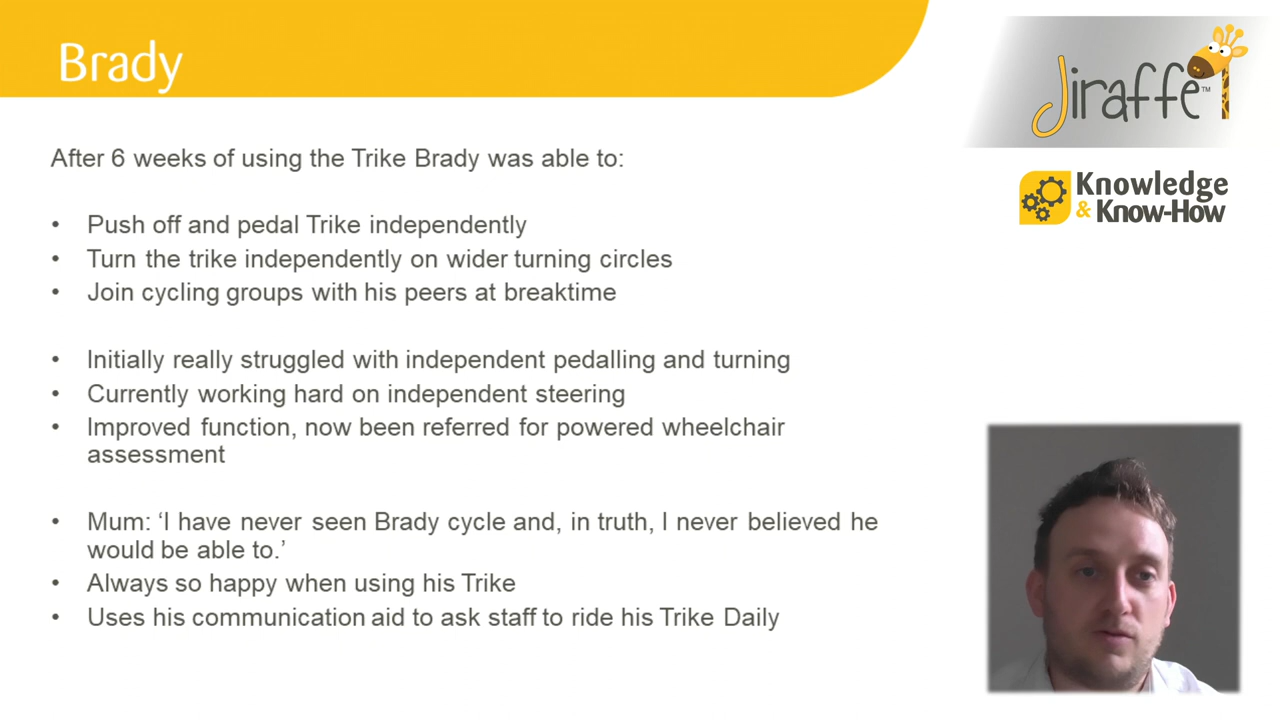 Brady
Jiraffe™
Knowledge
& Know-How
After 6 weeks of using the Trike Brady was able to:
• Push off and pedal Trike independently
• Turn the trike independently on wider turning circles
• Join cycling groups with his peers at breaktime
• Initially really struggled with independent pedalling and turning
• Currently working hard on independent steering
• Improved function, now been referred for powered wheelchair
assessment
• Mum: ‘I have never seen Brady cycle and, in truth, I never believed he
would be able to.’
• Always so happy when using his Trike
• Uses his communication aid to ask staff to ride his Trike Daily